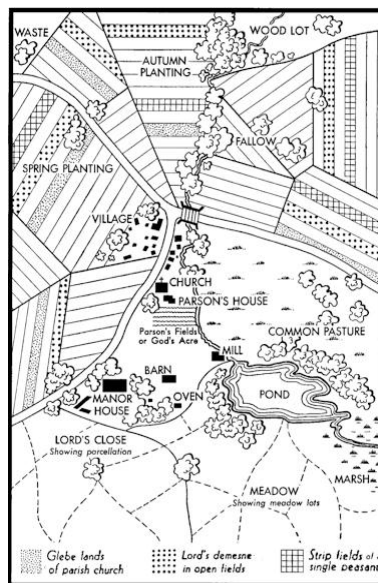 WASTE
WOOD LOT
AUTUMN
PLANTING
FALLOW
SPRING PLANTING
VILLAGE
CHURCH
PARSON'S HOUSE
Parson's Fields
or God's Acre
COMMON PASTURE
MILL
BARN
MANOR
HOUSE
OVEN
POND
LORD'S CLOSE
Showing parcellation
MEADOW
Showing meadow lots
MARSH
Glebe lands
of parish church
Lord's demesne
in open fields
Strip fields of
single peasant